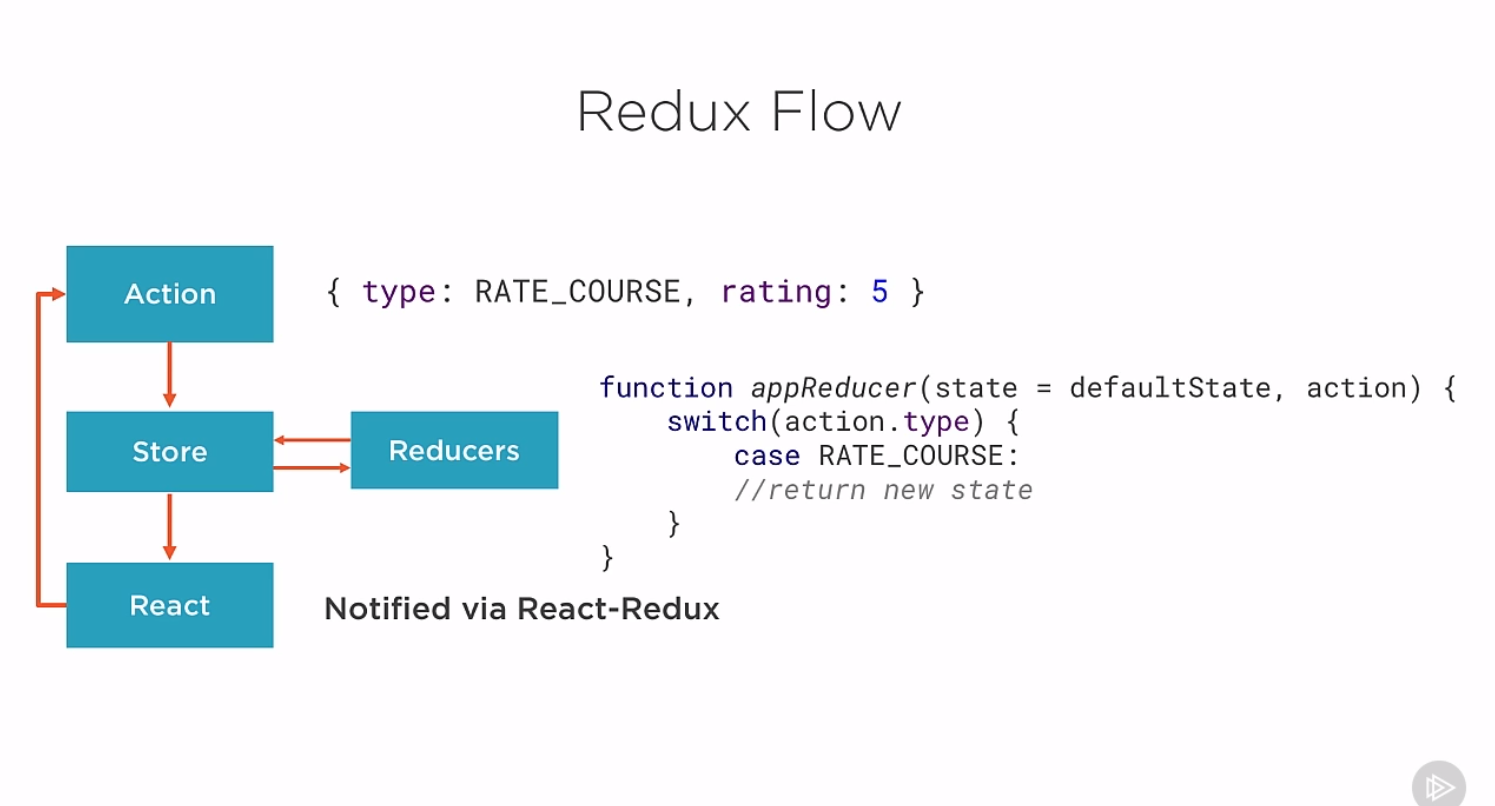 Redux Flow
Action
{ type: RATE_COURSE, rating: 5 }
Store
Reducers
function appReducer(state = defaultState, action) {
    switch(action.type) {
        case RATE_COURSE:
        //return new state
    }
}
React
Notified via React-Redux